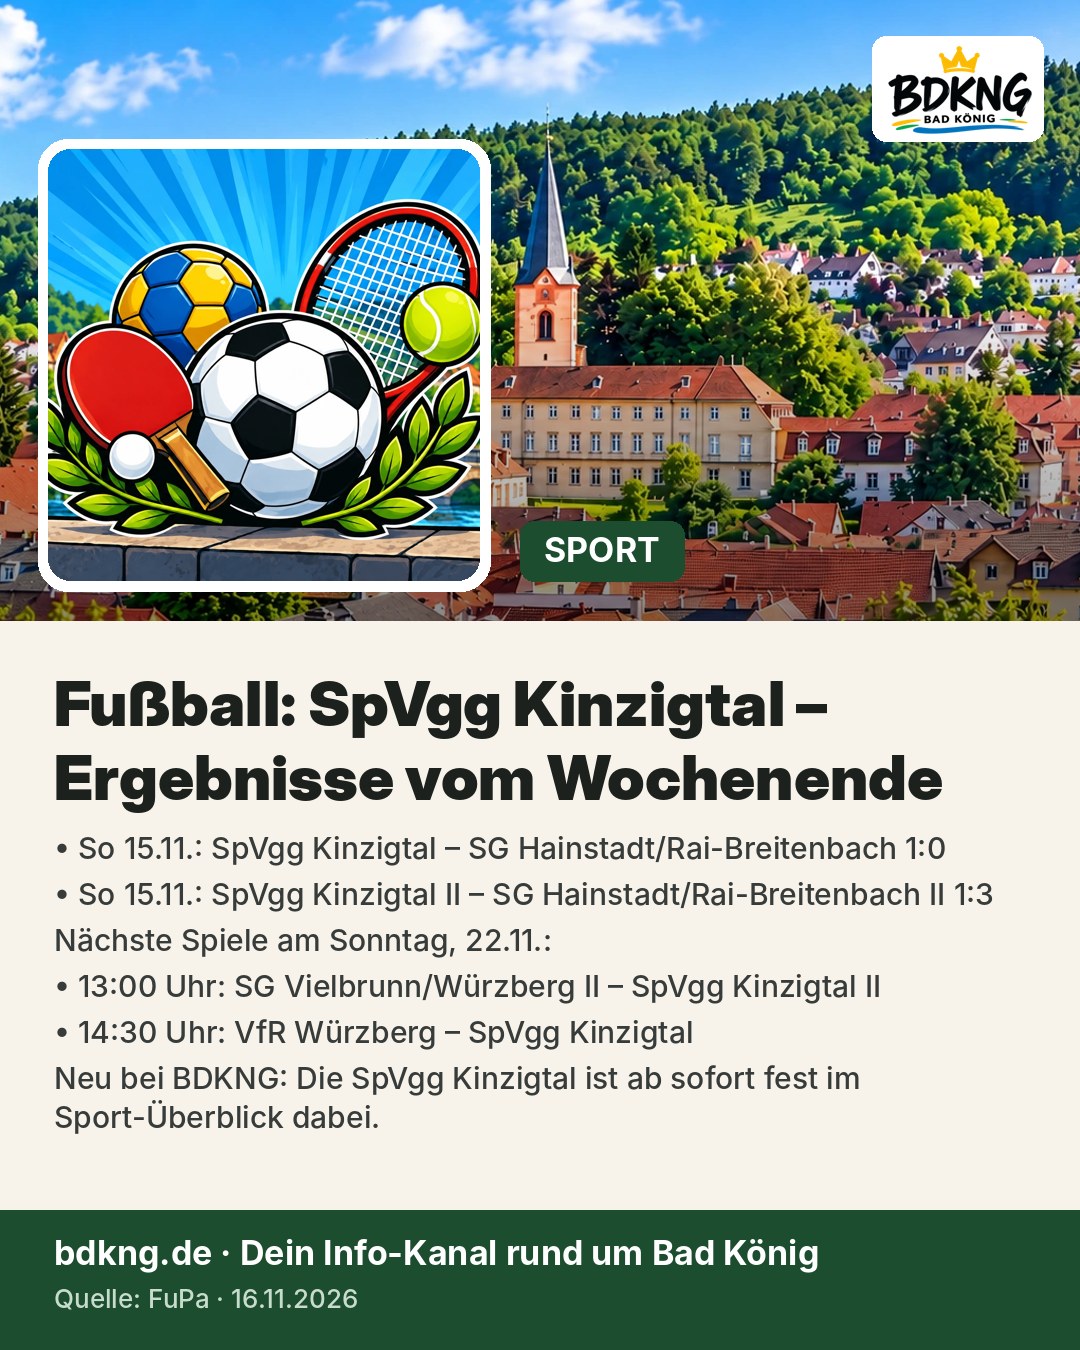 BDKNG
BAD KÖNIG
SPORT
Fußball: SpVgg Kinzigtal –
Ergebnisse vom Wochenende
• So 15.11.: SpVgg Kinzigtal – SG Hainstadt/Rai-Breitenbach 1:0
• So 15.11.: SpVgg Kinzigtal II – SG Hainstadt/Rai-Breitenbach II 1:3
Nächste Spiele am Sonntag, 22.11.:
• 13:00 Uhr: SG Vielbrunn/Würzberg II – SpVgg Kinzigtal II
• 14:30 Uhr: VfR Würzberg – SpVgg Kinzigtal
Neu bei BDKNG: Die SpVgg Kinzigtal ist ab sofort fest im
Sport-Überblick dabei.
bdkng.de · Dein Info-Kanal rund um Bad König
Quelle: FuPa · 16.11.2026